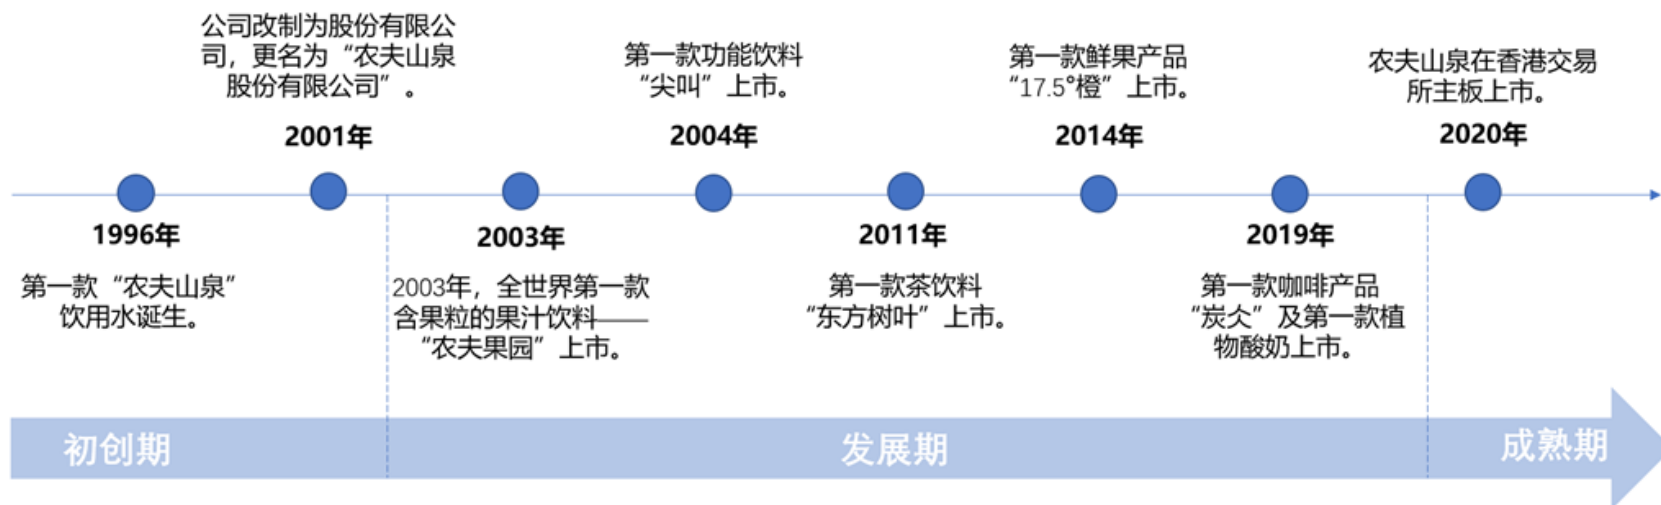 公司改制为股份有限公
司，更名为“农夫山泉
股份有限公司”。
2001年
第一款功能饮料
“尖叫”上市。
2004年
第一款鲜果产品
“17.5°橙”上市。
2014年
农夫山泉在香港交易
所主板上市。
2020年
1996年
第一款“农夫山泉”
饮用水诞生。
2003年
2003年，全世界第一款
含果粒的果汁饮料——
“农夫果园”上市。
2011年
第一款茶饮料
“东方树叶”上市。
2019年
第一款咖啡产品
“炭仌”及第一款植
物酸奶上市。
初创期
发展期
成熟期